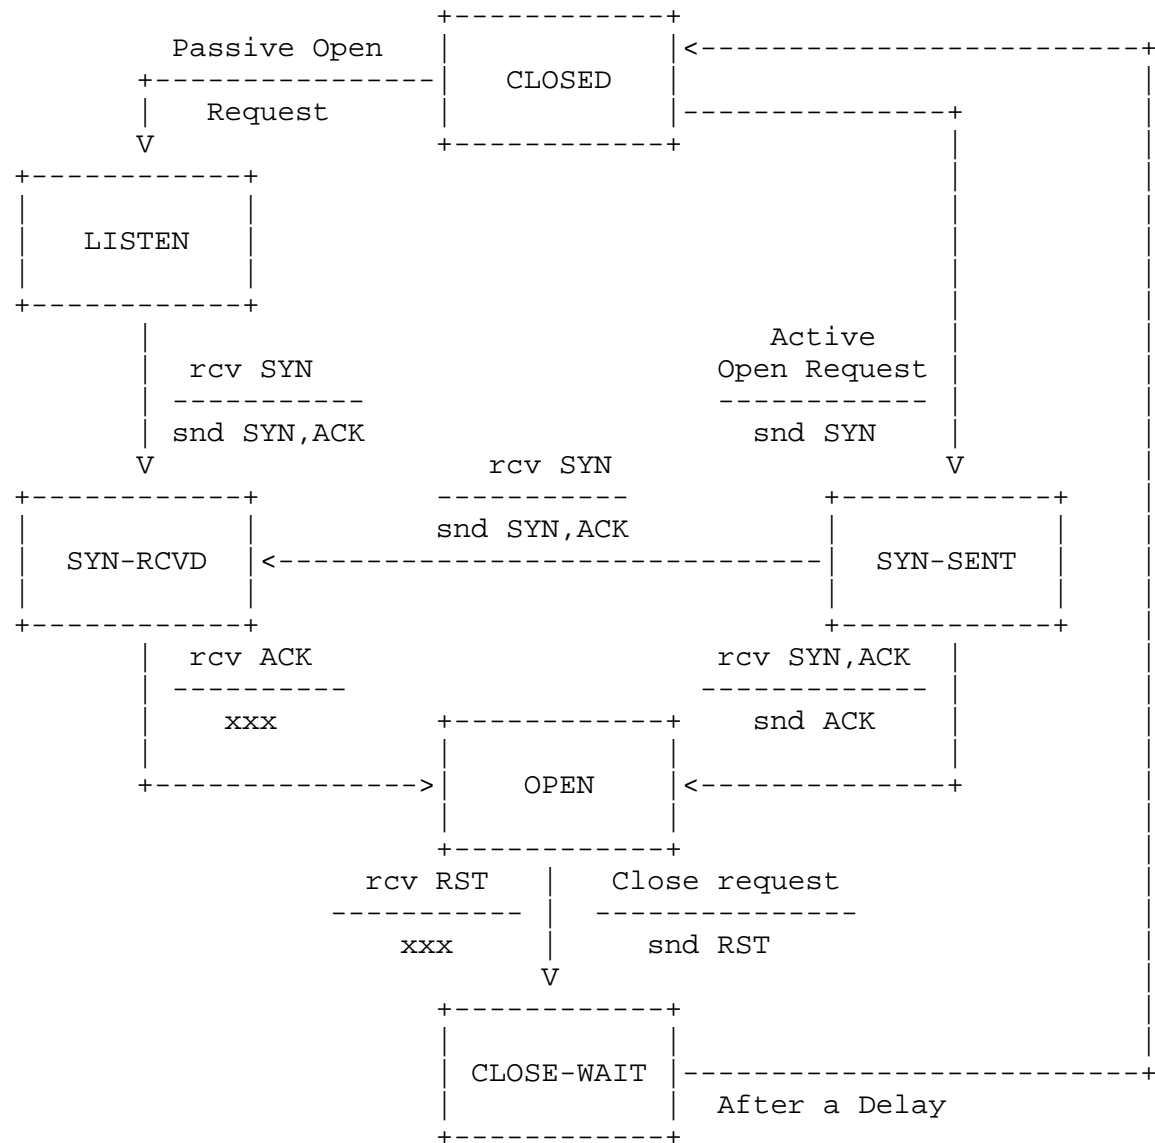 Passive Open
CLOSED
Request
LISTEN
Active
rcv SYN
Open Request
-----------
------------
snd SYN,ACK
snd SYN
rcv SYN
-----------
snd SYN,ACK
SYN-RCVD
SYN-SENT
rcv ACK
rcv SYN,ACK
----------
-------------
xxx
snd ACK
OPEN
rcv RST
Close request
-----------
---------------
xxx
snd RST
CLOSE-WAIT
After a Delay